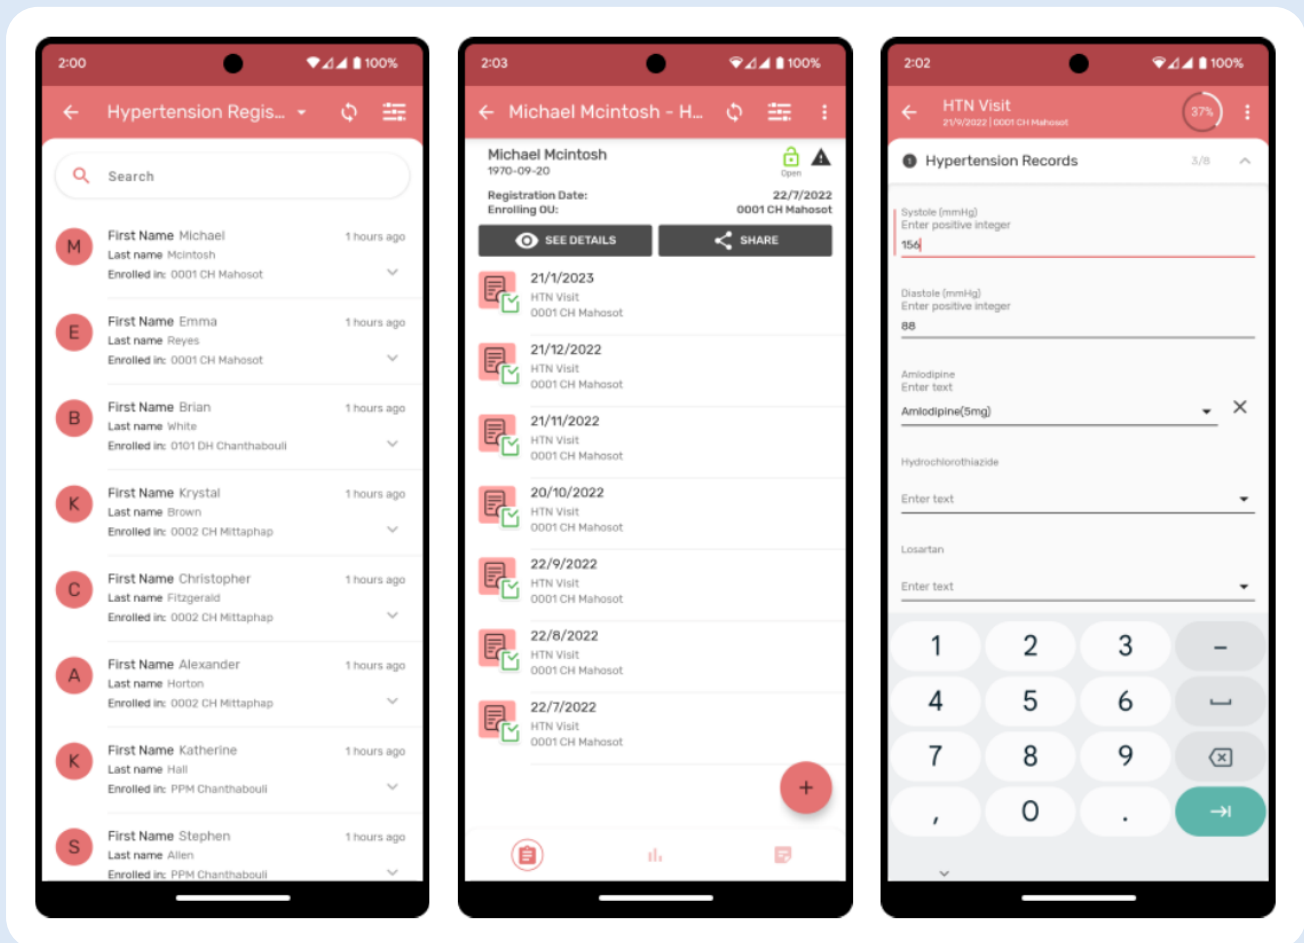 2:00
100%
Hypertension Regis...
Search
M
First Name Michael
1 hours ago
Last name Mcintosh
Enrolled in: 0001 CH Mahosot
E
First Name Emma
1 hours ago
Last name Reyes
Enrolled in: 0001 CH Mahosot
B
First Name Brian
1 hours ago
Last name White
Enrolled in: 0101 DH Chanthabouli
K
First Name Krystal
1 hours ago
Last name Brown
Enrolled in: 0002 CH Mittaphap
C
First Name Christopher
1 hours ago
Last name Fitzgerald
Enrolled in: 0002 CH Mittaphap
A
First Name Alexander
1 hours ago
Last name Horton
Enrolled in: 0002 CH Mittaphap
K
First Name Katherine
1 hours ago
Last name Hall
Enrolled in: PPM Chanthabouli
S
First Name Stephen
1 hours ago
Last name Allen
Enrolled in: PPM Chanthabouli
2:03
100%
Michael Mcintosh - H...
Michael Mcintosh
1970-09-20
Open
Registration Date: 22/7/2022
Enrolling OU: 0001 CH Mahosot
SEE DETAILS
SHARE
21/1/2023
HTN Visit
0001 CH Mahosot
21/12/2022
HTN Visit
0001 CH Mahosot
21/11/2022
HTN Visit
0001 CH Mahosot
20/10/2022
HTN Visit
0001 CH Mahosot
22/9/2022
HTN Visit
0001 CH Mahosot
22/8/2022
HTN Visit
0001 CH Mahosot
22/7/2022
HTN Visit
0001 CH Mahosot
+
2:02
100%
HTN Visit
21/9/2022 | 0001 CH Mahosot
37%
1 Hypertension Records 3/8
Systole (mmHg)
Enter positive integer
156
Diastole (mmHg)
Enter positive integer
88
Amlodipine
Enter text
Amlodipine(5mg)
Hydrochlorothiazide
Enter text
Losartan
Enter text
1 2 3 –
4 5 6
7 8 9
, 0 .